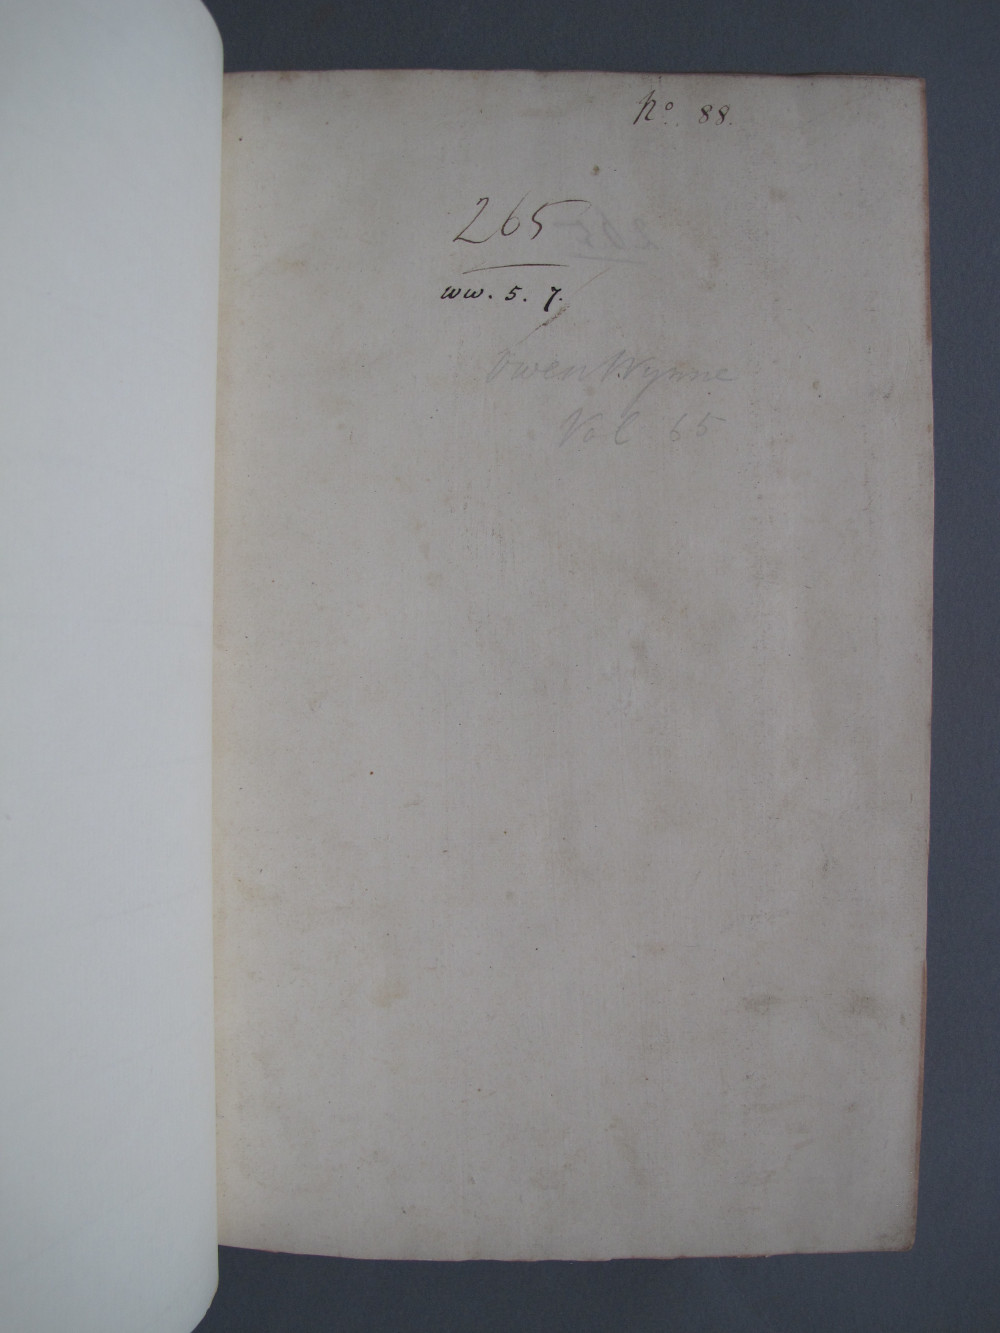 No. 88.
265
ww. 5. 7.
Owen Wynne
Vol 65